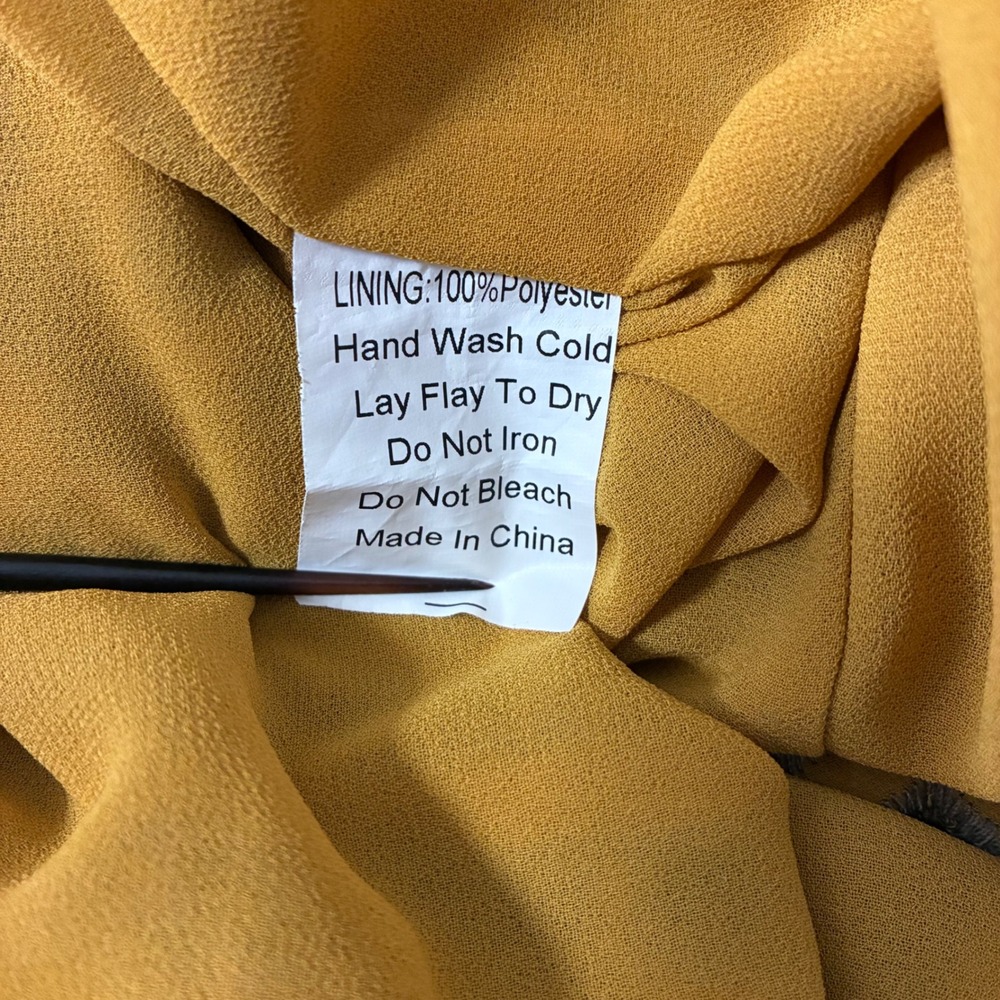 LINING:100%Polyester
Hand Wash Cold
Lay Flay To Dry
Do Not Iron
Do Not Bleach
Made In China